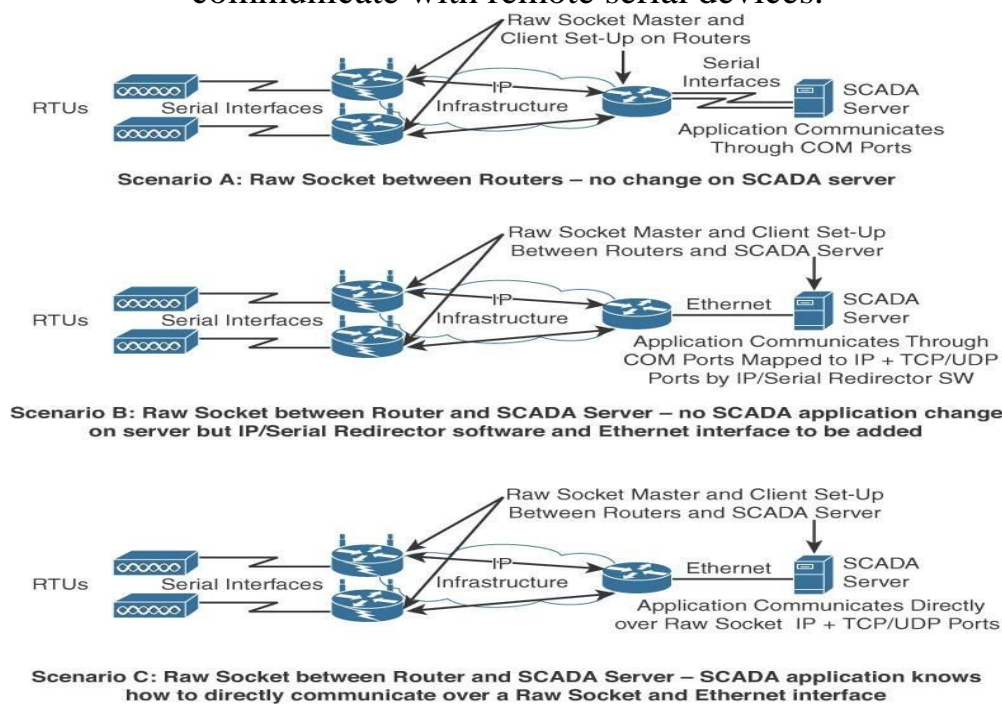 communicate with remote serial devices.
Raw Socket Master and
Client Set-Up on Routers
Serial
Interfaces
IP
RTUs
Serial Interfaces
Infrastructure
SCADA
Server
Application Communicates
Through COM Ports
Scenario A: Raw Socket between Routers – no change on SCADA server
Raw Socket Master and Client Set-Up
Between Routers and SCADA Server
IP
Ethernet
RTUs
Serial Interfaces
Infrastructure
SCADA
Server
Application Communicates Through
COM Ports Mapped to IP + TCP/UDP
Ports by IP/Serial Redirector SW
Scenario B: Raw Socket between Router and SCADA Server – no SCADA application change
on server but IP/Serial Redirector software and Ethernet interface to be added
Raw Socket Master and Client Set-Up
Between Routers and SCADA Server
IP
Ethernet
RTUs
Serial Interfaces
Infrastructure
SCADA
Server
Application Communicates Directly
over Raw Socket IP + TCP/UDP Ports
Scenario C: Raw Socket between Router and SCADA Server – SCADA application knows
how to directly communicate over a Raw Socket and Ethernet interface